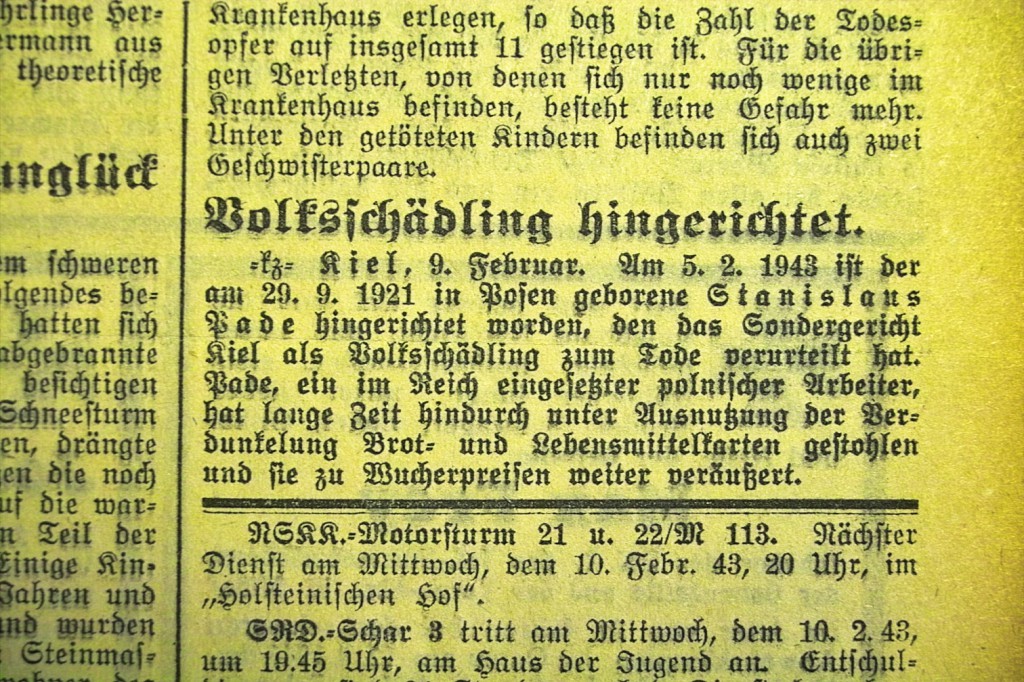 hrlinge Her-
ermann aus
theoretische
unglück
em schweren
lgendes be-
hatten sich
abgebrannte
besichtigen
Schneesturm
en, drängte
en die noch
uf die war-
n Teil der
Einige Kin-
Jahren und
und wurden
Steinmas-
Krankenhaus erlegen, so daß die Zahl der Todes-
opfer auf insgesamt 11 gestiegen ist. Für die übri-
gen Verletzten, von denen sich nur noch wenige im
Krankenhaus befinden, besteht keine Gefahr mehr.
Unter den getöteten Kindern befinden sich auch zwei
Geschwisterpaare.
Volksschädling hingerichtet.
-kz- Kiel, 9. Februar. Am 5. 2. 1943 ist der
am 29. 9. 1921 in Posen geborene Stanislaus
Pade hingerichtet worden, den das Sondergericht
Kiel als Volksschädling zum Tode verurteilt hat.
Pade, ein im Reich eingesetzter polnischer Arbeiter,
hat lange Zeit hindurch unter Ausnutzung der Ver-
dunkelung Brot- und Lebensmittelkarten gestohlen
und sie zu Wucherpreisen weiter veräußert.
NSKK.-Motorsturm 21 u. 22/M 113. Nächster
Dienst am Mittwoch, dem 10. Febr. 43, 20 Uhr, im
„Holsteinischen Hof“.
SRD.-Schar 3 tritt am Mittwoch, dem 10. 2. 43,
um 19.45 Uhr, am Haus der Jugend an. Entschul-